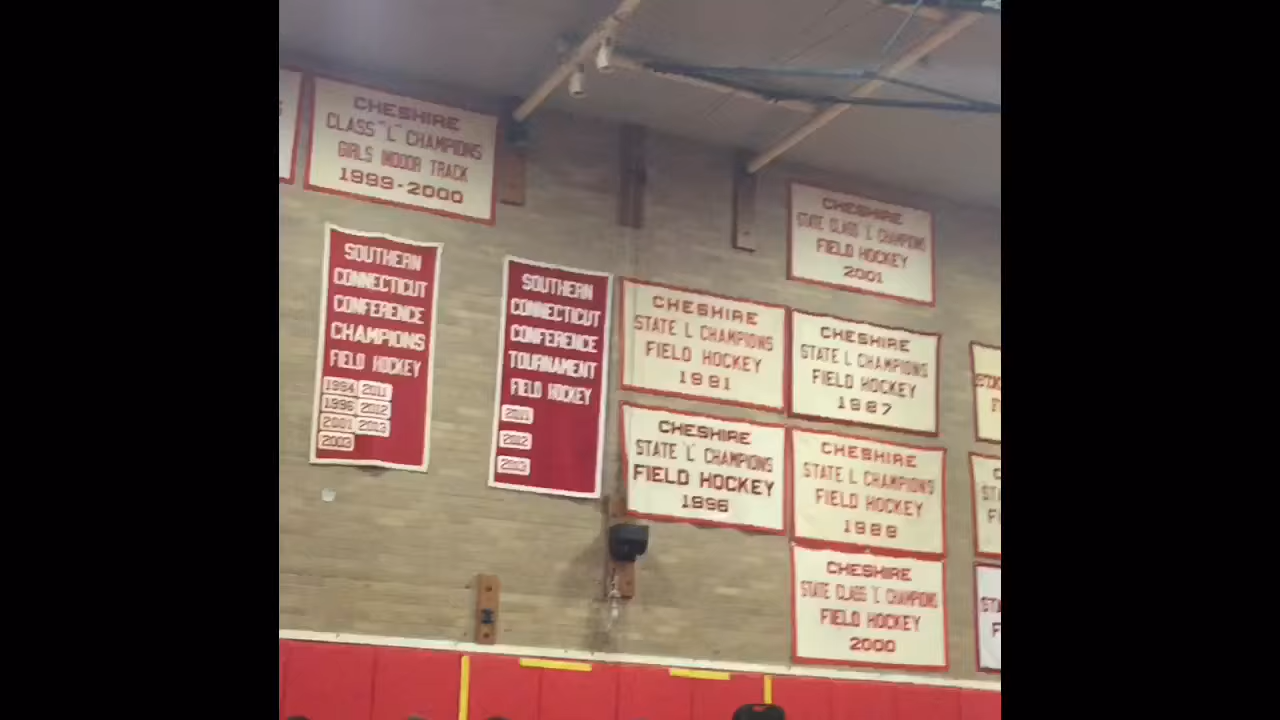 CHESHIRE
CLASS "L" CHAMPIONS
GIRLS INDOOR TRACK
1999-2000
SOUTHERN
CONNECTICUT
CONFERENCE
CHAMPIONS
FIELD HOCKEY
1994 2011
1996 2012
2001 2013
2003
SOUTHERN
CONNECTICUT
CONFERENCE
TOURNAMENT
FIELD HOCKEY
2011
2012
2013
CHESHIRE
STATE L CHAMPIONS
FIELD HOCKEY
1981
CHESHIRE
STATE "L" CHAMPIONS
FIELD HOCKEY
1996
CHESHIRE
STATE CLASS "L" CHAMPIONS
FIELD HOCKEY
2001
CHESHIRE
STATE L CHAMPIONS
FIELD HOCKEY
1987
CHESHIRE
STATE L CHAMPIONS
FIELD HOCKEY
1988
CHESHIRE
STATE CLASS "L" CHAMPIONS
FIELD HOCKEY
2000